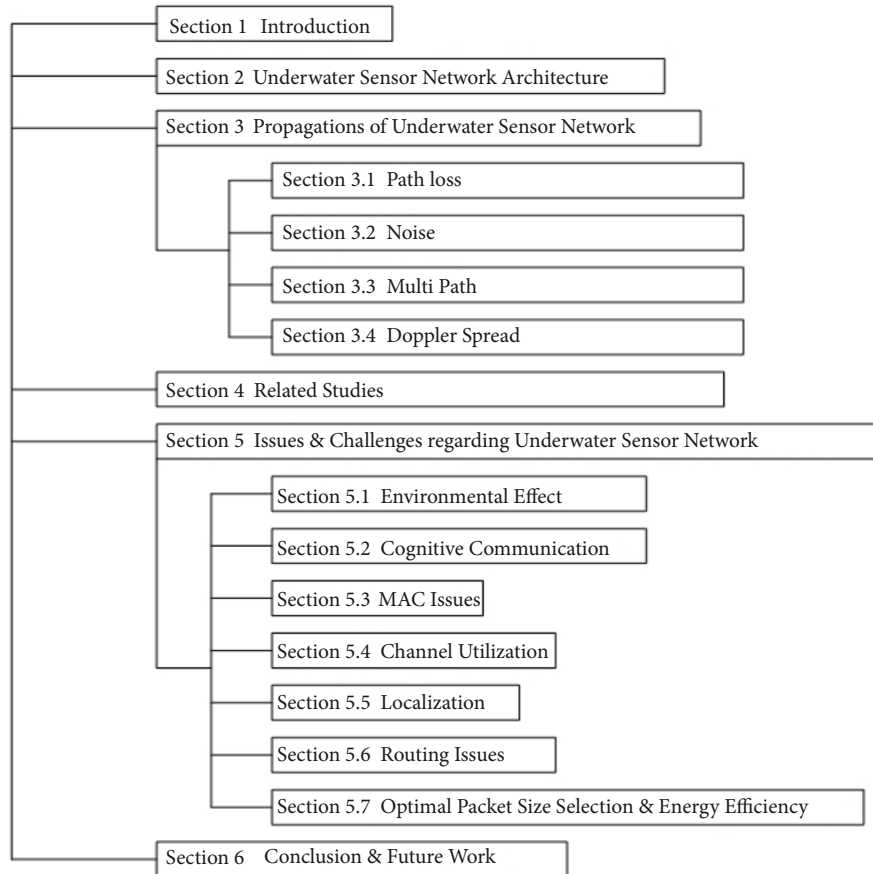 Section 1 Introduction
Section 2 Underwater Sensor Network Architecture
Section 3 Propagations of Underwater Sensor Network
Section 3.1 Path loss
Section 3.2 Noise
Section 3.3 Multi Path
Section 3.4 Doppler Spread
Section 4 Related Studies
Section 5 Issues & Challenges regarding Underwater Sensor Network
Section 5.1 Environmental Effect
Section 5.2 Cognitive Communication
Section 5.3 MAC Issues
Section 5.4 Channel Utilization
Section 5.5 Localization
Section 5.6 Routing Issues
Section 5.7 Optimal Packet Size Selection & Energy Efficiency
Section 6 Conclusion & Future Work